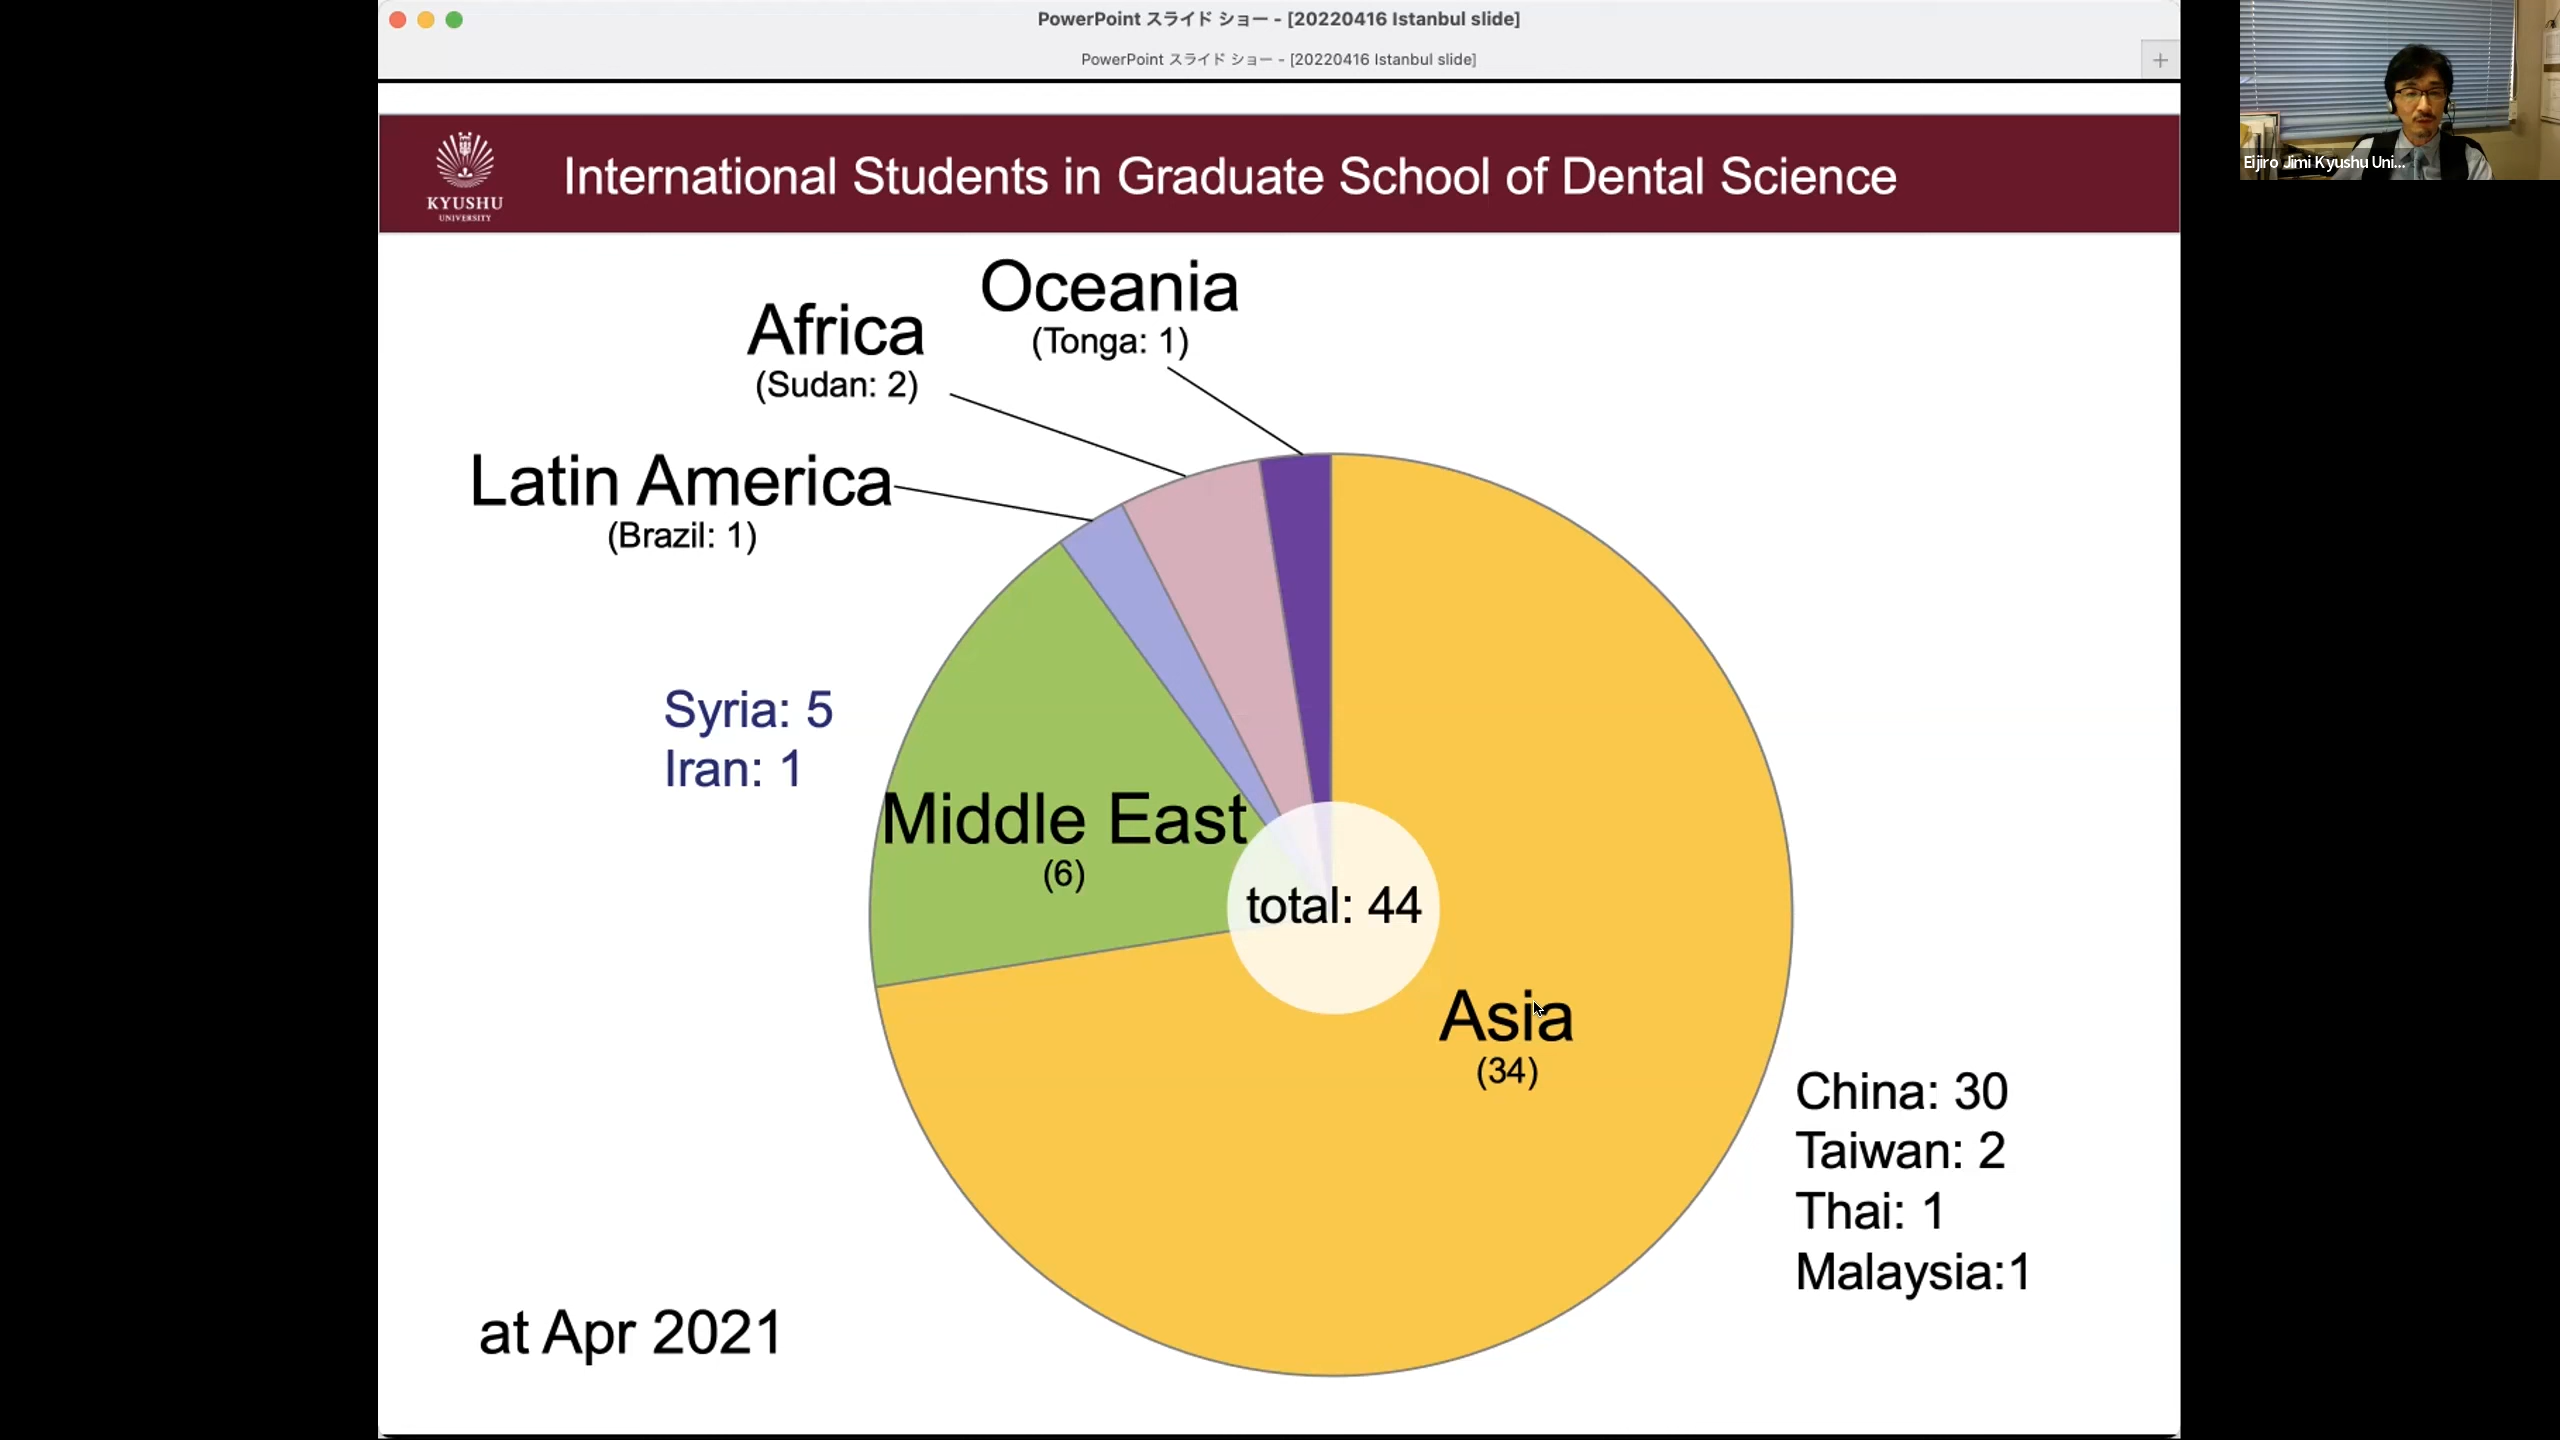 PowerPoint スライド ショー - [20220416 Istanbul slide]
PowerPoint スライド ショー - [20220416 Istanbul slide]
Eijiro Jimi Kyushu Uni...
KYUSHU
UNIVERSITY
International Students in Graduate School of Dental Science
Oceania
(Tonga: 1)
Africa
(Sudan: 2)
Latin America
(Brazil: 1)
Syria: 5
Iran: 1
Middle East
(6)
total: 44
Asia
(34)
China: 30
Taiwan: 2
Thai: 1
Malaysia:1
at Apr 2021